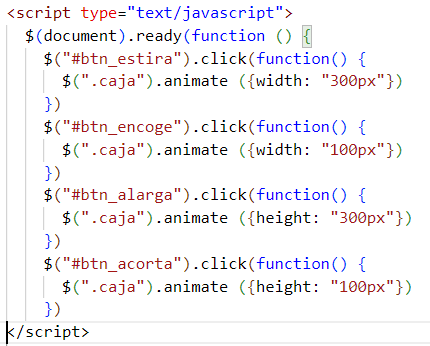 <script type="text/javascript">
  $(document).ready(function () {
    $("#btn_estira").click(function() {
      $(".caja").animate ({width: "300px"})
    })
    $("#btn_encoge").click(function() {
      $(".caja").animate ({width: "100px"})
    })
    $("#btn_alarga").click(function() {
      $(".caja").animate ({height: "300px"})
    })
    $("#btn_acorta").click(function() {
      $(".caja").animate ({height: "100px"})
    })
</script>